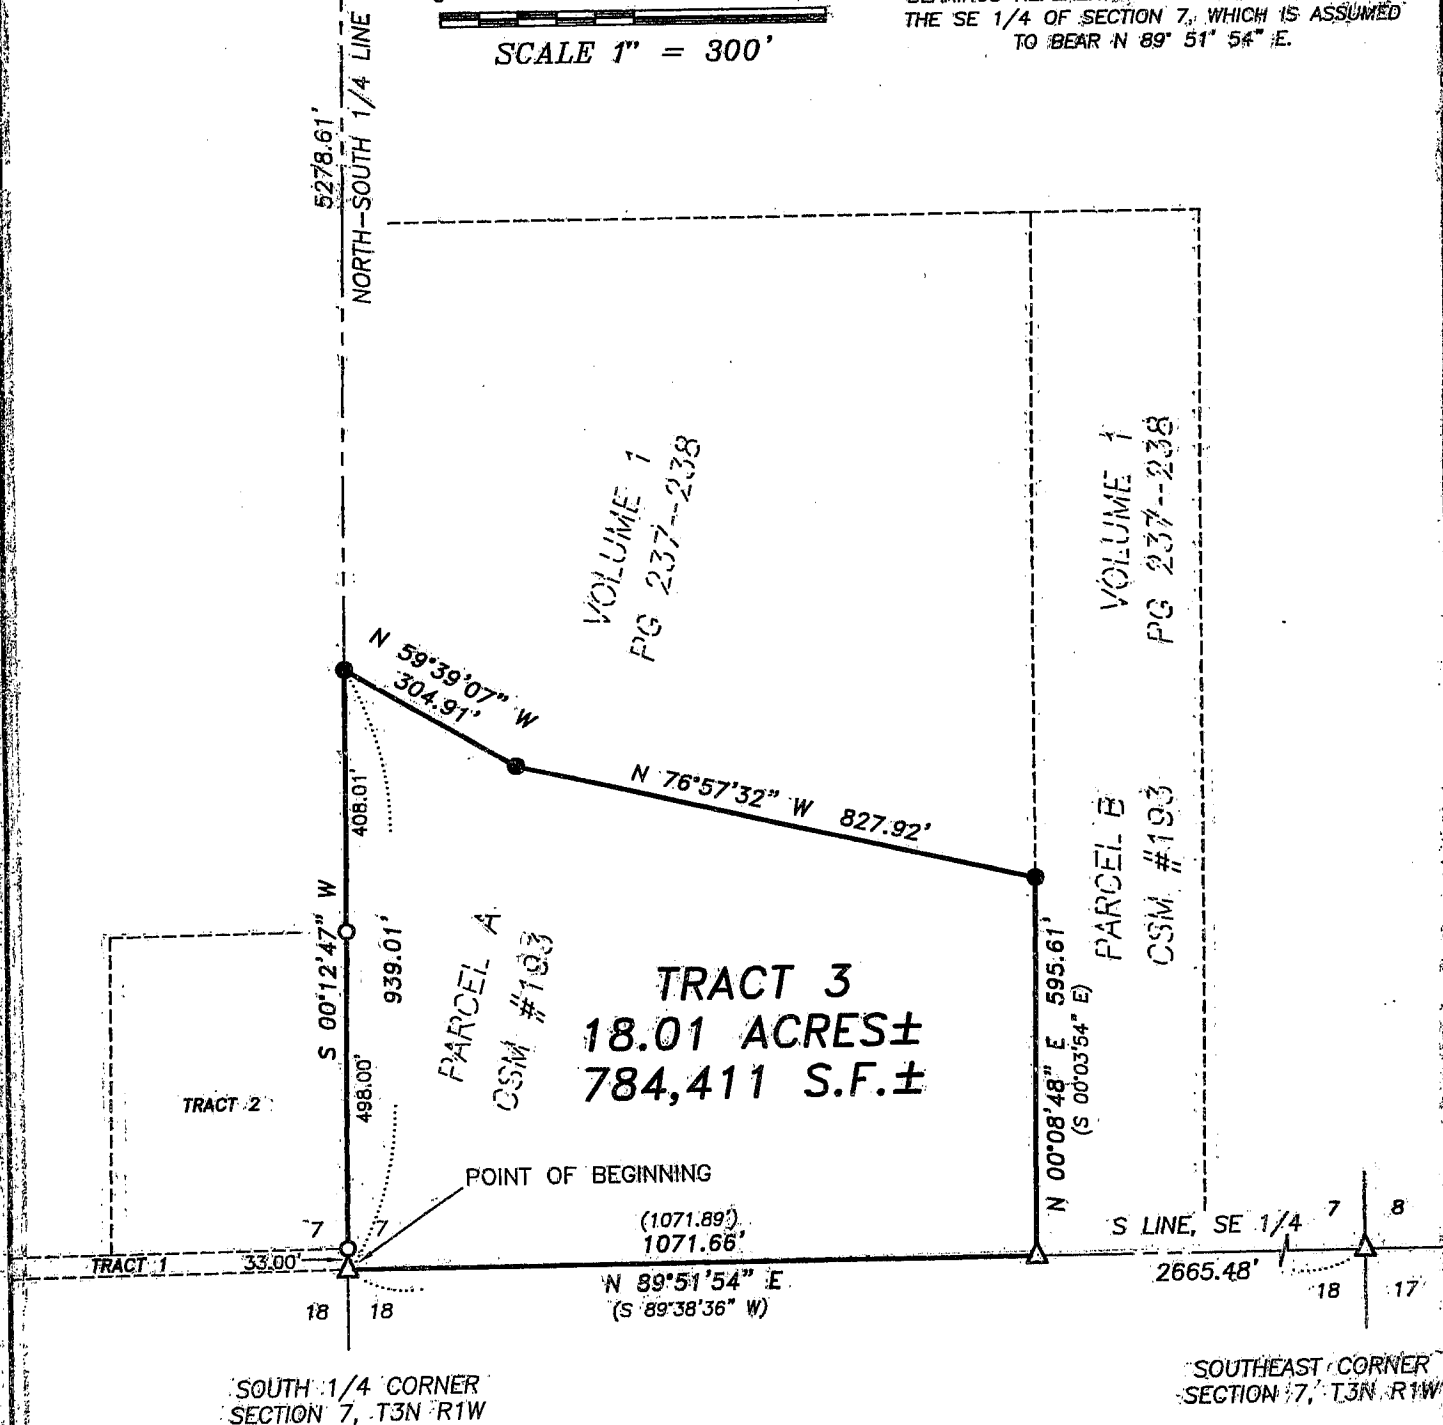 THE SE 1/4 OF SECTION 7, WHICH IS ASSUMED
TO BEAR N 89° 51' 54" E.
SCALE 1" = 300'
5278.61'
NORTH-SOUTH 1/4 LINE
VOLUME 1
PG 237--238
VOLUME 1
PG 237--238
N 59°39'07" W
304.91'
N 76°57'32" W 827.92'
408.01'
S 00°12'47" W
939.01'
498.00'
PARCEL A
CSM #193
PARCEL B
CSM #193
TRACT 3
18.01 ACRES±
784,411 S.F.±
N 00°08'48" E 595.61'
(S 00°03'54" E)
TRACT 2
POINT OF BEGINNING
7 7
(1071.89')
1071.66'
N 89°51'54" E
(S 89°38'36" W)
S LINE, SE 1/4
2665.48'
7 8
18 17
TRACT 1
33.00'
18 18
SOUTH 1/4 CORNER
SECTION 7, T3N R1W
SOUTHEAST CORNER
SECTION 7, T3N R1W